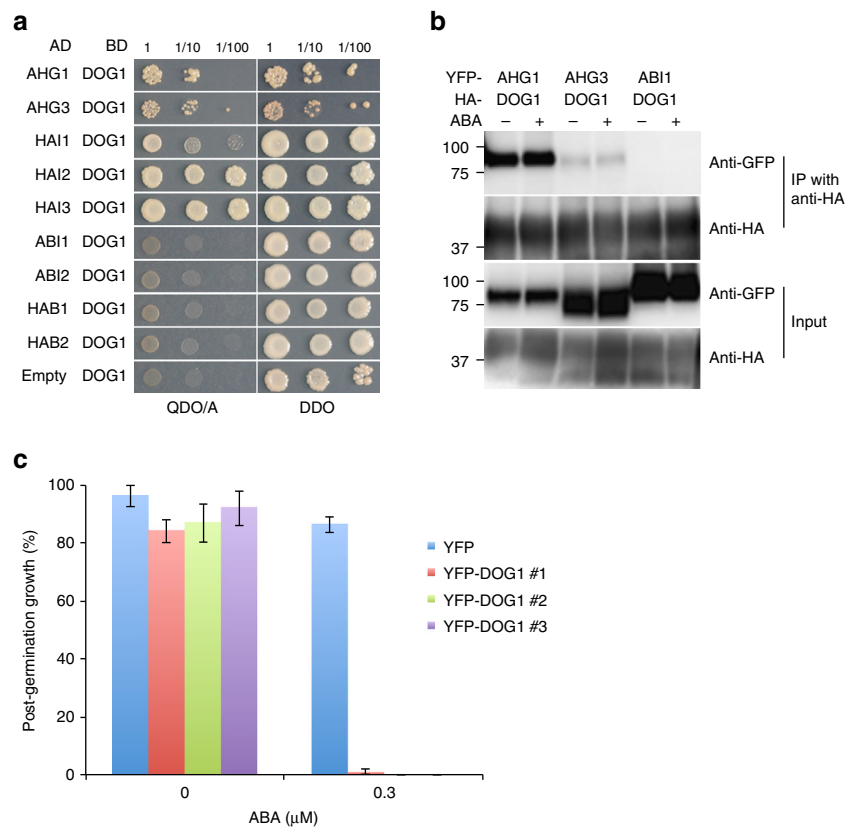 a
AD BD 1 1/10 1/100 1 1/10 1/100
AHG1 DOG1
AHG3 DOG1
HAI1 DOG1
HAI2 DOG1
HAI3 DOG1
ABI1 DOG1
ABI2 DOG1
HAB1 DOG1
HAB2 DOG1
Empty DOG1
QDO/A DDO
b
YFP- AHG1 AHG3 ABI1
HA- DOG1 DOG1 DOG1
ABA – + – + – +
100
75
Anti-GFP
37
Anti-HA
IP with
anti-HA
100
75
Anti-GFP
37
Anti-HA
Input
c
Post-germination growth (%)
100
80
60
40
20
0
0 0.3
ABA (μM)
YFP
YFP-DOG1 #1
YFP-DOG1 #2
YFP-DOG1 #3